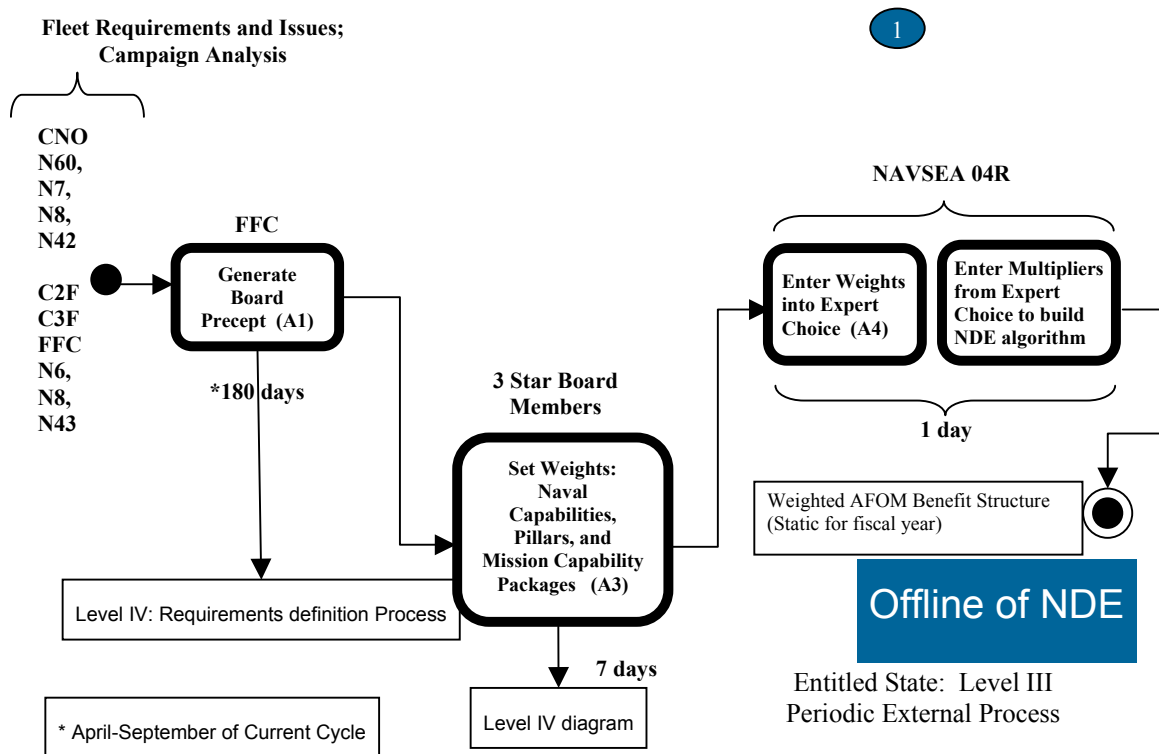 Fleet Requirements and Issues;
Campaign Analysis
1
CNO
N60,
N7,
N8,
N42
C2F
C3F
FFC
N6,
N8,
N43
FFC
Generate
Board
Precept (A1)
*180 days
3 Star Board
Members
Set Weights:
Naval
Capabilities,
Pillars, and
Mission Capability
Packages (A3)
7 days
NAVSEA 04R
Enter Weights
into Expert
Choice (A4)
Enter Multipliers
from Expert
Choice to build
NDE algorithm
1 day
Weighted AFOM Benefit Structure
(Static for fiscal year)
Offline of NDE
Level IV: Requirements definition Process
Level IV diagram
* April-September of Current Cycle
Entitled State: Level III
Periodic External Process